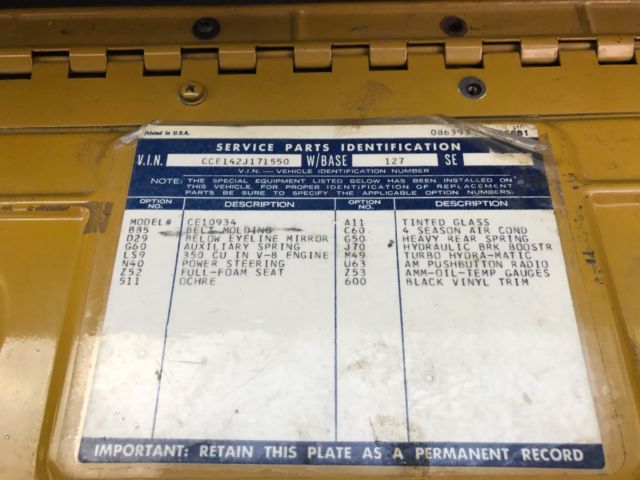 Printed in U.S.A. 086393
SERVICE PARTS IDENTIFICATION
V.I.N. CCE142J171550 W/BASE 127 SE
V.I.N. — VEHICLE IDENTIFICATION NUMBER
NOTE: THE SPECIAL EQUIPMENT LISTED BELOW HAS BEEN INSTALLED ON
THIS VEHICLE. FOR PROPER IDENTIFICATION OF REPLACEMENT
PARTS BE SURE TO SPECIFY THE APPLICABLE OPTION NUMBERS.
OPTION NO. DESCRIPTION OPTION NO. DESCRIPTION
MODEL# CE10934 A11 TINTED GLASS
B85 BELT MOLDING C60 4 SEASON AIR COND
D29 BELOW EYELINE MIRROR G50 HEAVY REAR SPRING
G60 AUXILIARY SPRING J70 HYDRAULIC BRK BOOSTR
LS9 350 CU IN V-8 ENGINE M49 TURBO HYDRA-MATIC
N40 POWER STEERING U63 AM PUSHBUTTON RADIO
Z52 FULL-FOAM SEAT Z53 AMM-OIL-TEMP GAUGES
511 OCHRE 600 BLACK VINYL TRIM
IMPORTANT: RETAIN THIS PLATE AS A PERMANENT RECORD